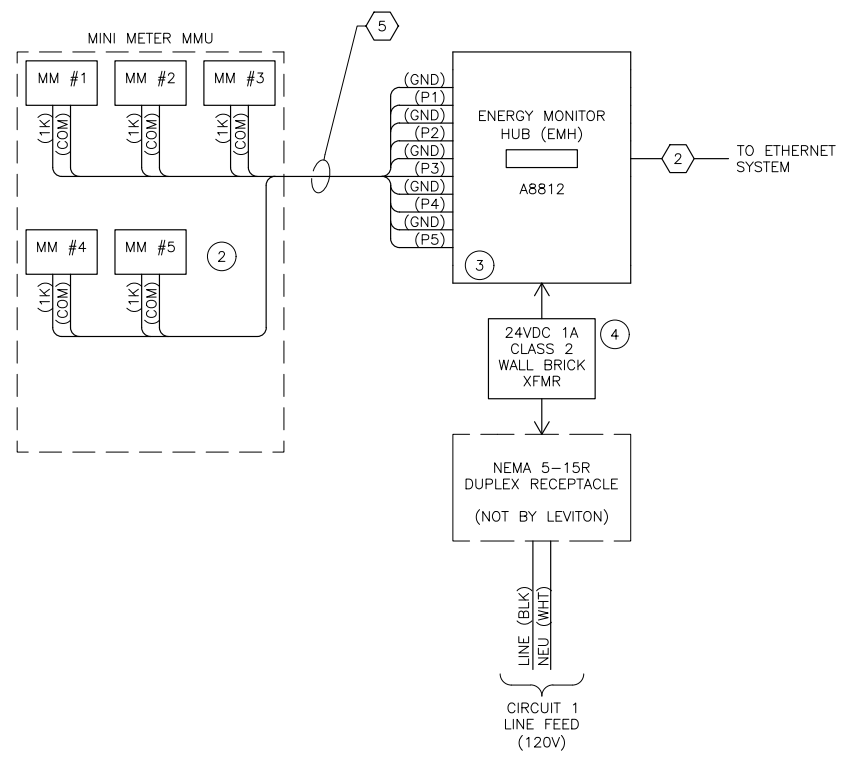 5
MINI METER MMU
MM #1
MM #2
MM #3
(1K)
(COM)
(1K)
(COM)
(1K)
(COM)
(GND)
(P1)
(GND)
(P2)
(GND)
(P3)
(GND)
(P4)
(GND)
(P5)
ENERGY MONITOR
HUB (EMH)
A8812
3
2
TO ETHERNET
SYSTEM
MM #4
MM #5
2
(1K)
(COM)
(1K)
(COM)
24VDC 1A
CLASS 2
WALL BRICK
XFMR
4
NEMA 5-15R
DUPLEX RECEPTACLE
(NOT BY LEVITON)
LINE (BLK)
NEU (WHT)
CIRCUIT 1
LINE FEED
(120V)